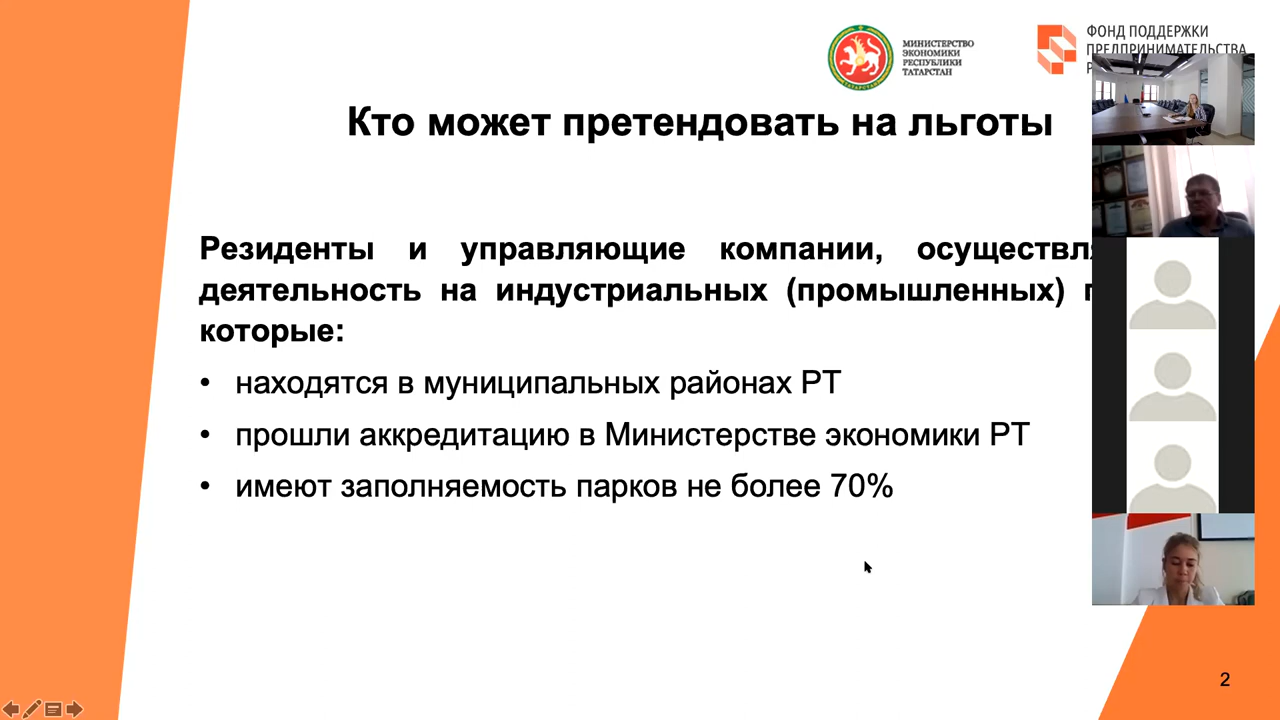 МИНИСТЕРСТВО
ЭКОНОМИКИ
РЕСПУБЛИКИ
ТАТАРСТАН
ТАТАРСТАН
ФОНД ПОДДЕРЖКИ
ПРЕДПРИНИМАТЕЛЬСТВА
Кто может претендовать на льготы
Резиденты и управляющие компании,
деятельность на индустриальных (промышленных)
которые:
• находятся в муниципальных районах РТ
• прошли аккредитацию в Министерстве экономики РТ
• имеют заполняемость парков не более 70%
2